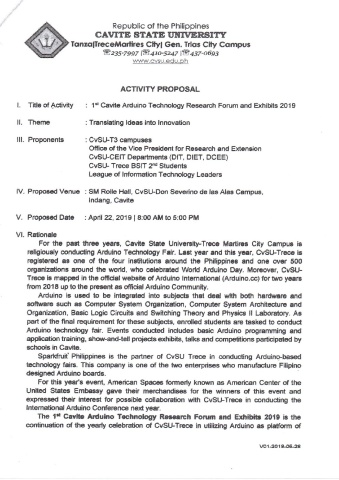 Republic of the Philippines
CAVITE STATE UNIVERSITY
Tanza|TreceMartires City| Gen. Trias City Campus
☎235-7997 |☎410-5247 |☎437-0693
www.cvsu.edu.ph
ACTIVITY PROPOSAL
I. Title of Activity : 1st Cavite Arduino Technology Research Forum and Exhibits 2019
II. Theme : Translating Ideas into Innovation
III. Proponents : CvSU-T3 campuses
Office of the Vice President for Research and Extension
CvSU-CEIT Departments (DIT, DIET, DCEE)
CvSU- Trece BSIT 2nd Students
League of Information Technology Leaders
IV. Proposed Venue : SM Rolle Hall, CvSU-Don Severino de las Alas Campus,
Indang, Cavite
V. Proposed Date : April 22, 2019 | 8:00 AM to 5:00 PM
VI. Rationale
For the past three years, Cavite State University-Trece Martires City Campus is
religiously conducting Arduino Technology Fair. Last year and this year, CvSU-Trece is
registered as one of the four institutions around the Philippines and one over 500
organizations around the world, who celebrated World Arduino Day. Moreover, CvSU-
Trece is mapped in the official website of Arduino International (Arduino.cc) for two years
from 2018 up to the present as official Arduino Community.
Arduino is used to be integrated into subjects that deal with both hardware and
software such as Computer System Organization, Computer System Architecture and
Organization, Basic Logic Circuits and Switching Theory and Physics II Laboratory. As
part of the final requirement for these subjects, enrolled students are tasked to conduct
Arduino technology fair. Events conducted includes basic Arduino programming and
application training, show-and-tell projects exhibits, talks and competitions participated by
schools in Cavite.
Sparkfruit Philippines is the partner of CvSU Trece in conducting Arduino-based
technology fairs. This company is one of the two enterprises who manufacture Filipino
designed Arduino boards.
For this year's event, American Spaces formerly known as American Center of the
United States Embassy gave their merchandises for the winners of this event and
expressed their interest for possible collaboration with CvSU-Trece in conducting the
International Arduino Conference next year.
The 1st Cavite Arduino Technology Research Forum and Exhibits 2019 is the
continuation of the yearly celebration of CvSU-Trece in utilizing Arduino as platform of
V01-2018-05-28